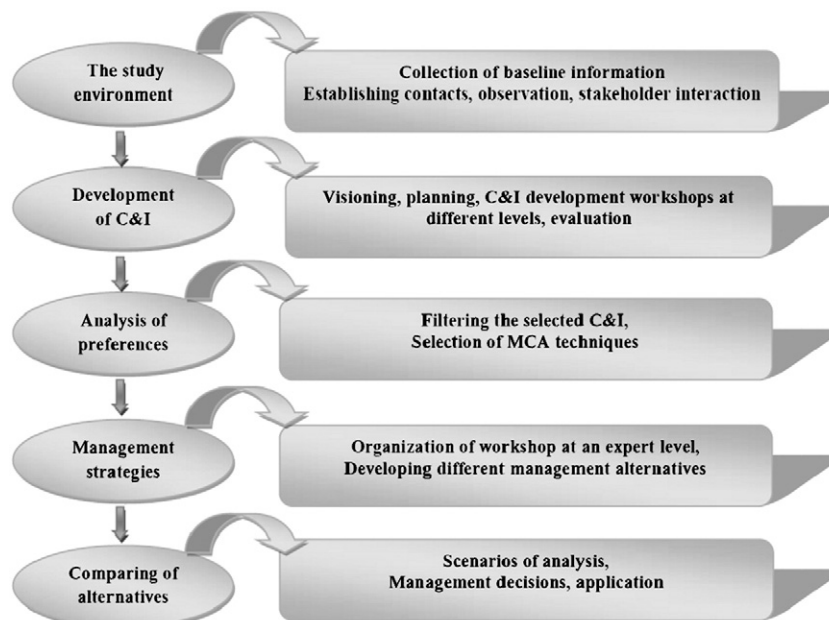 The study
environment
Collection of baseline information
Establishing contacts, observation, stakeholder interaction
Development
of C&I
Visioning, planning, C&I development workshops at
different levels, evaluation
Analysis of
preferences
Filtering the selected C&I,
Selection of MCA techniques
Management
strategies
Organization of workshop at an expert level,
Developing different management alternatives
Comparing of
alternatives
Scenarios of analysis,
Management decisions, application